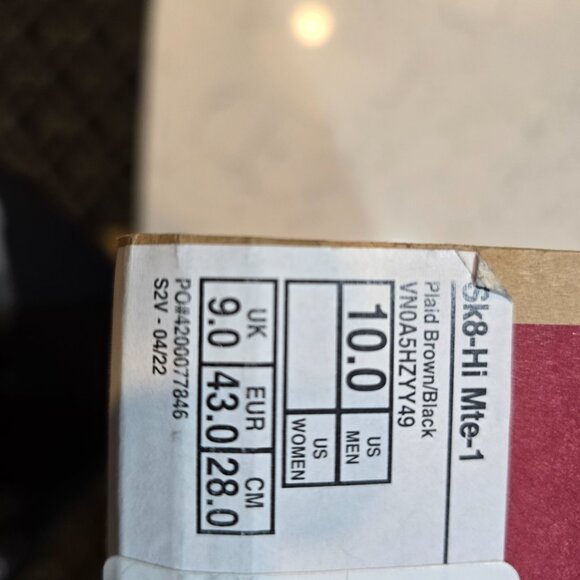 Sk8-Hi Mte-1
Plaid Brown/Black
VN0A5HZYY49
10.0 US MEN
US WOMEN
UK EUR CM
9.0 43.0 28.0
PO#4200077846
S2V - 04/22